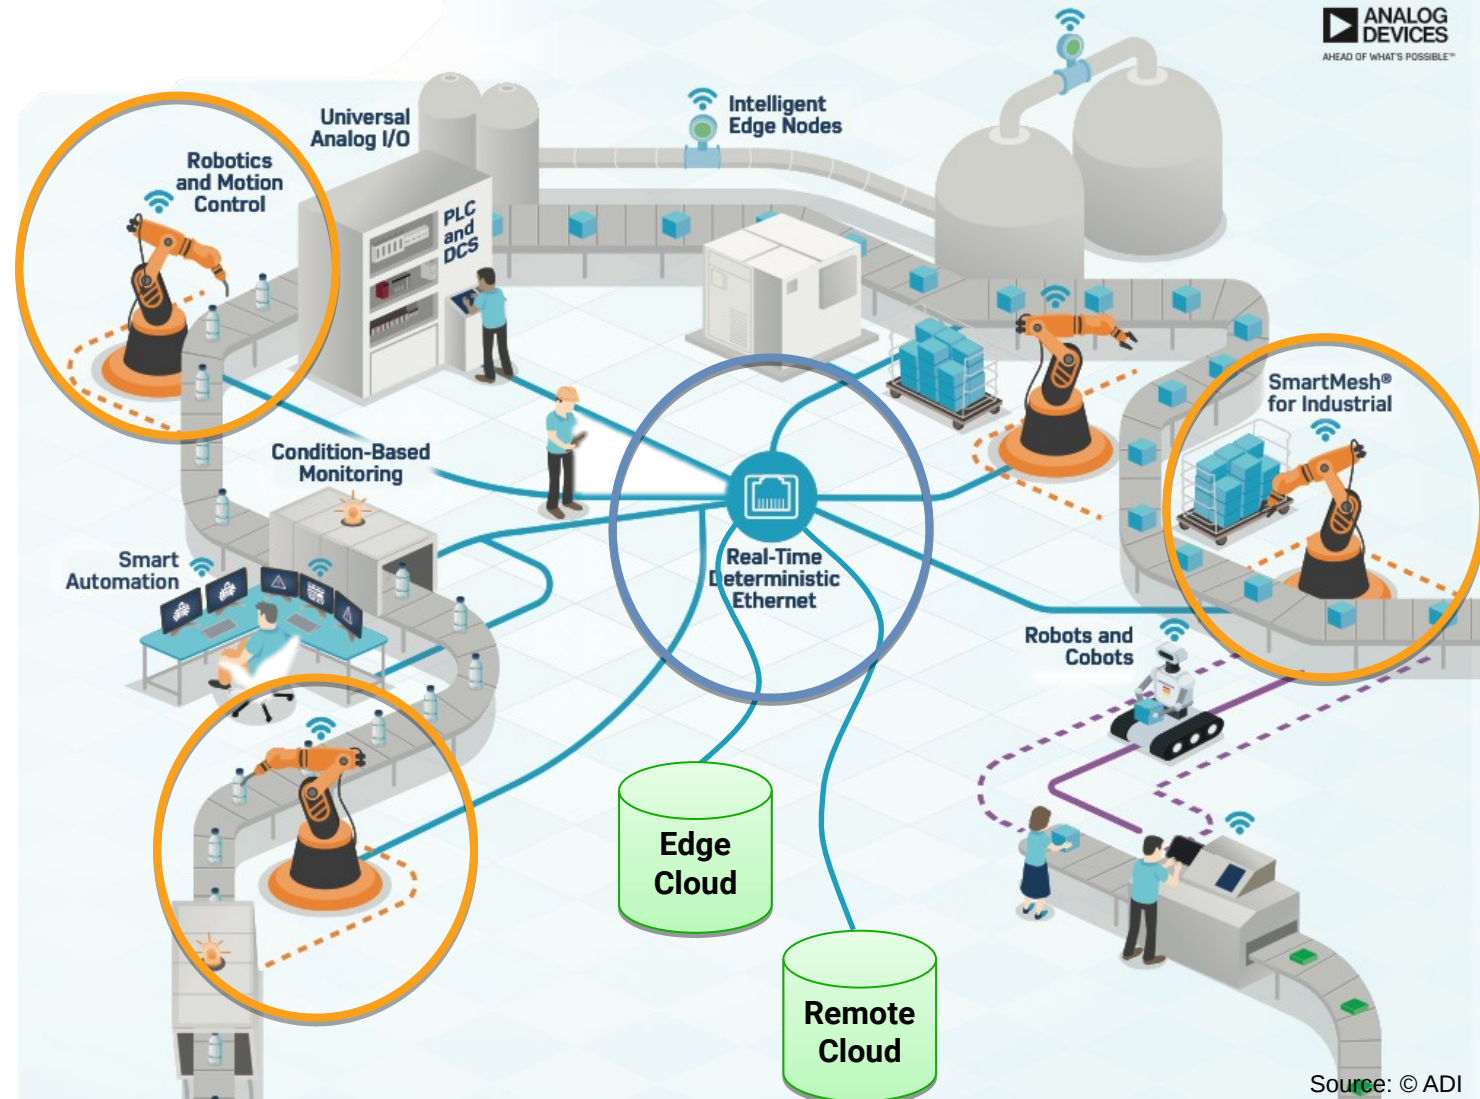 ANALOG
DEVICES
AHEAD OF WHAT'S POSSIBLE™
Universal
Analog I/O
Intelligent
Edge Nodes
Robotics
and Motion
Control
PLC
and
DCS
SmartMesh®
for Industrial
Condition-Based
Monitoring
Smart
Automation
Real-Time
Deterministic
Ethernet
Robots and
Cobots
Edge
Cloud
Remote
Cloud
Source: © ADI